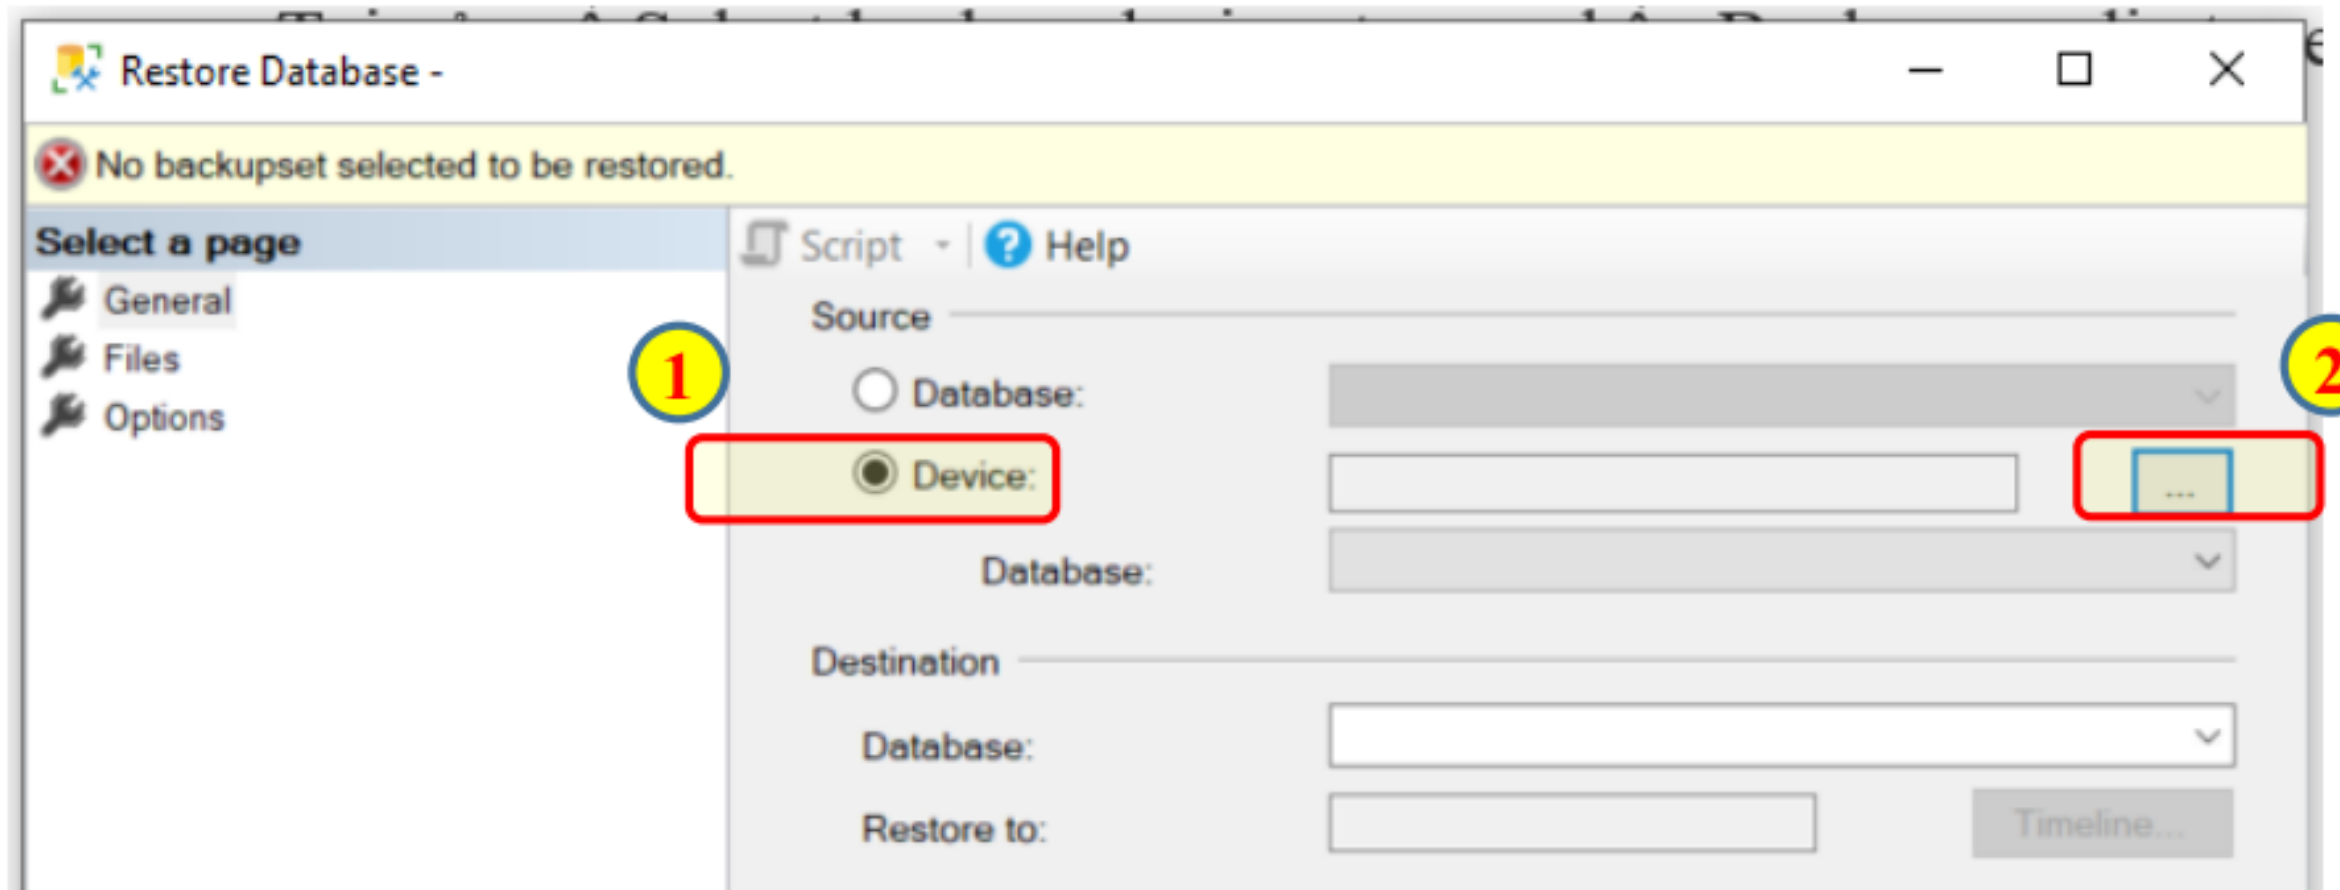 Restore Database -
No backupset selected to be restored.
Select a page
Script
Help
General
Files
Options
1
Source
Database:
2
Device:
...
Database:
Destination
Database:
Restore to:
Timeline...